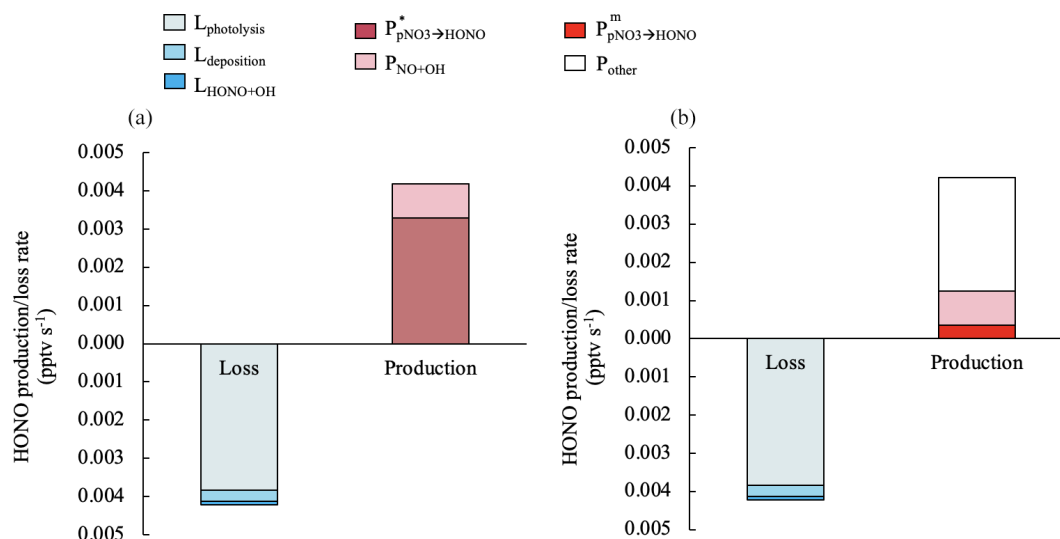 L_photolysis
L_deposition
L_HONO+OH
P*_pNO3→HONO
P_NO+OH
P^m_pNO3→HONO
P_other
(a)
HONO production/loss rate
(pptv s⁻¹)
0.005
0.004
0.003
0.002
0.001
0.000
0.001
0.002
0.003
0.004
0.005
Loss
Production
(b)
HONO production/loss rate
(pptv s⁻¹)
0.005
0.004
0.003
0.002
0.001
0.000
0.001
0.002
0.003
0.004
0.005
Loss
Production